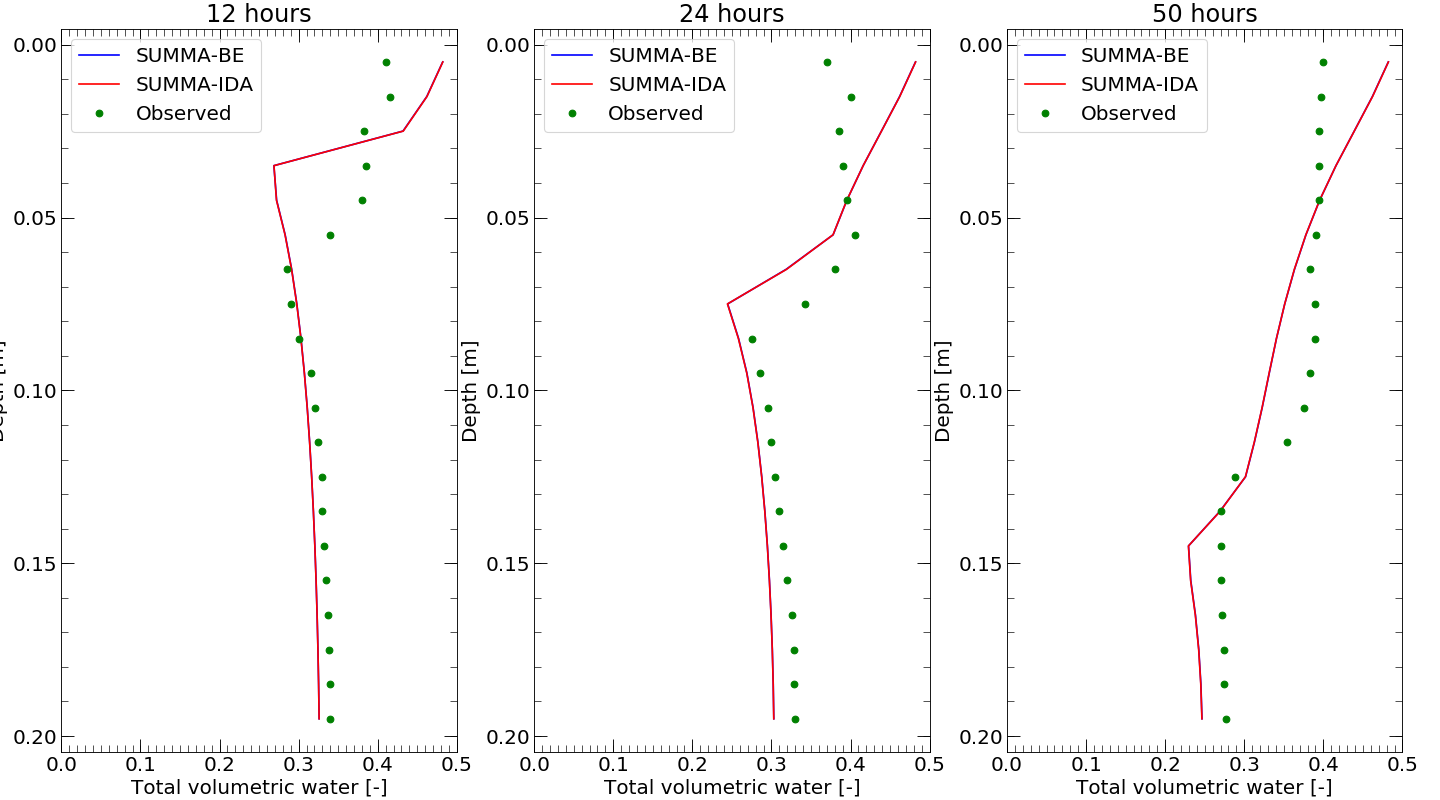 12 hours
SUMMA-BE
SUMMA-IDA
Observed
0.00
0.05
0.10
0.15
0.20
0.0 0.1 0.2 0.3 0.4 0.5
Total volumetric water [-]
Depth [m]
24 hours
SUMMA-BE
SUMMA-IDA
Observed
0.00
0.05
0.10
0.15
0.20
0.0 0.1 0.2 0.3 0.4 0.5
Total volumetric water [-]
Depth [m]
50 hours
SUMMA-BE
SUMMA-IDA
Observed
0.00
0.05
0.10
0.15
0.20
0.0 0.1 0.2 0.3 0.4 0.5
Total volumetric water [-]
Depth [m]